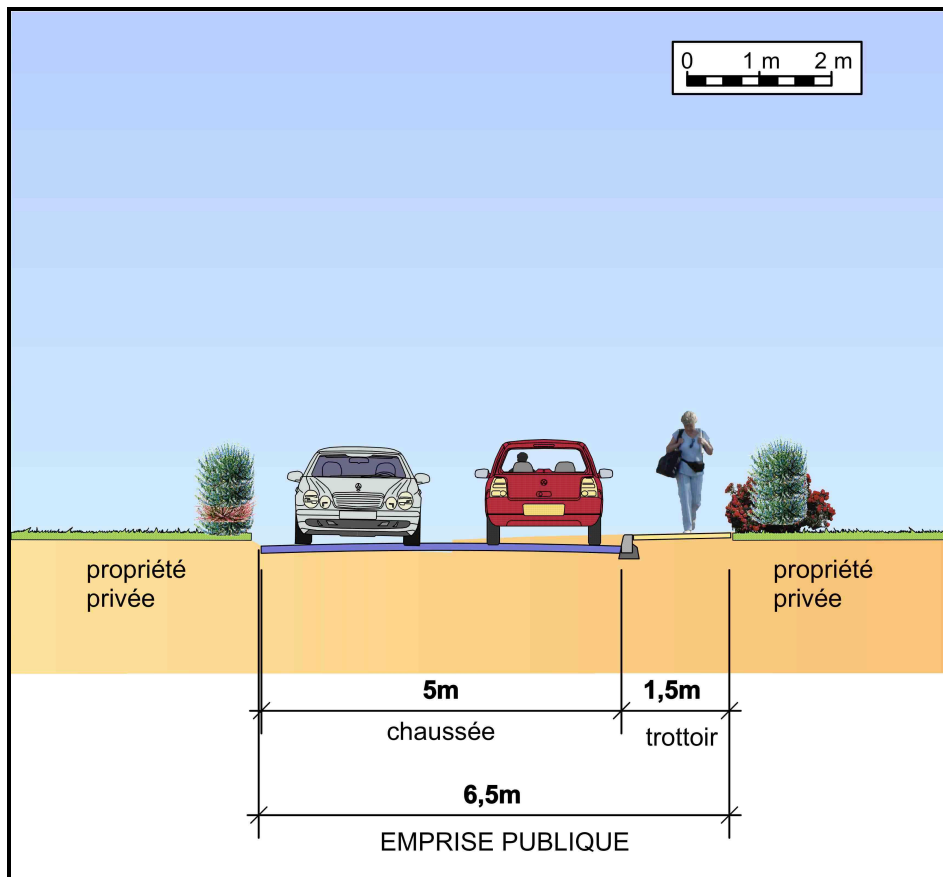 0 1 m 2 m
propriété
privée
propriété
privée
5m 1,5m
chaussée trottoir
6,5m
EMPRISE PUBLIQUE